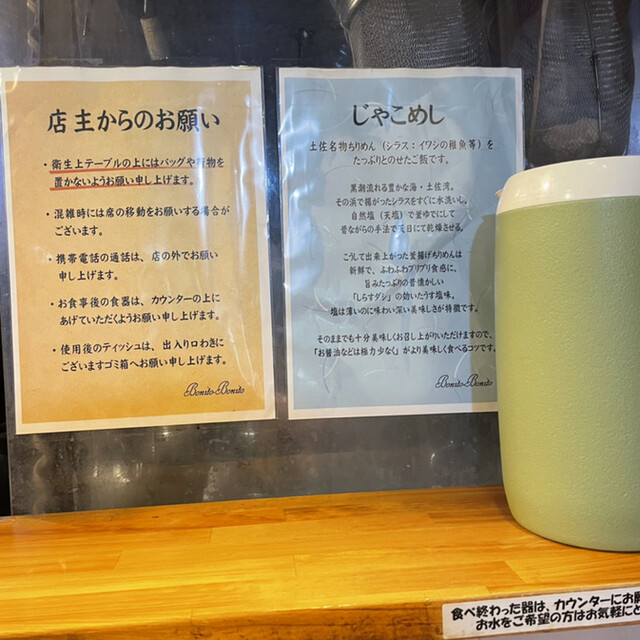 店主からのお願い
・衛生上テーブルの上にはバッグや荷物を
置かないようお願い申し上げます。
・混雑時には席の移動をお願いする場合が
ございます。
・携帯電話の通話は、店の外でお願い
申し上げます。
・お食事後の食器は、カウンターの上に
あげていただくようお願い申し上げます。
・使用後のティッシュは、出入り口わきに
ございますゴミ箱へお願い申し上げます。
Bonito-Bonito
じゃこめし
土佐名物ちりめん（シラス：イワシの稚魚等）を
たっぷりとのせたご飯です。
黒潮流れる豊かな海・土佐湾。
その浜で揚がったシラスをすぐに水洗いし、
自然塩（天塩）で釜ゆでにして
昔ながらの手法で天日にて乾燥させる。
こうして出来上がった釜揚げちりめんは
新鮮で、ふわふわプリプリ食感に、
旨みたっぷりの昔懐かしい
「しらすダシ」の効いたうす塩味。
塩は薄いのに味わい深い美味しさが特徴です。
そのままでも十分美味しくお召し上がりいただけますので、
「お醤油などは極力少なく」がより美味しく食べるコツです。
Bonito-Bonito
食べ終わった器は、カウンターにお
お水をご希望の方はお気軽に